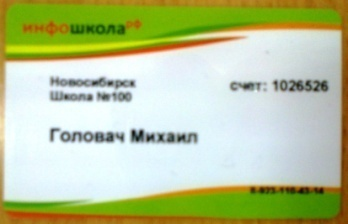 инфошкола.рф
Новосибирск
Школа №100
счет: 1026526
Головач Михаил